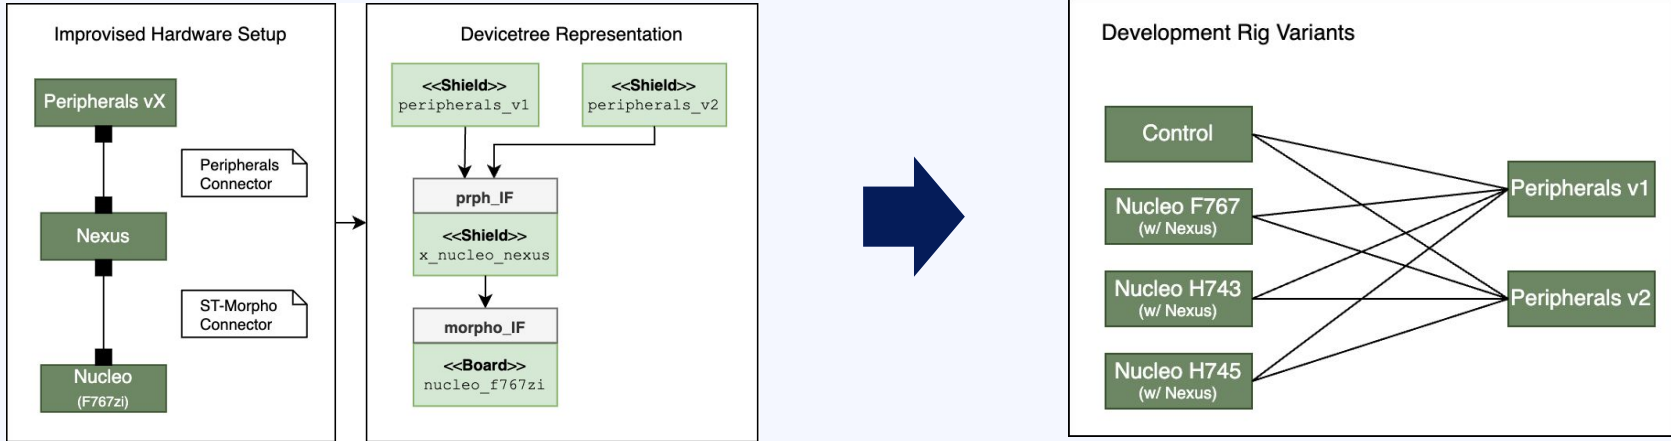 Improvised Hardware Setup
Peripherals vX
Peripherals
Connector
Nexus
ST-Morpho
Connector
Nucleo
(F767zi)
Devicetree Representation
<<Shield>>
peripherals_v1
<<Shield>>
peripherals_v2
prph_IF
<<Shield>>
x_nucleo_nexus
morpho_IF
<<Board>>
nucleo_f767zi
Development Rig Variants
Control
Nucleo F767
(w/ Nexus)
Nucleo H743
(w/ Nexus)
Nucleo H745
(w/ Nexus)
Peripherals v1
Peripherals v2